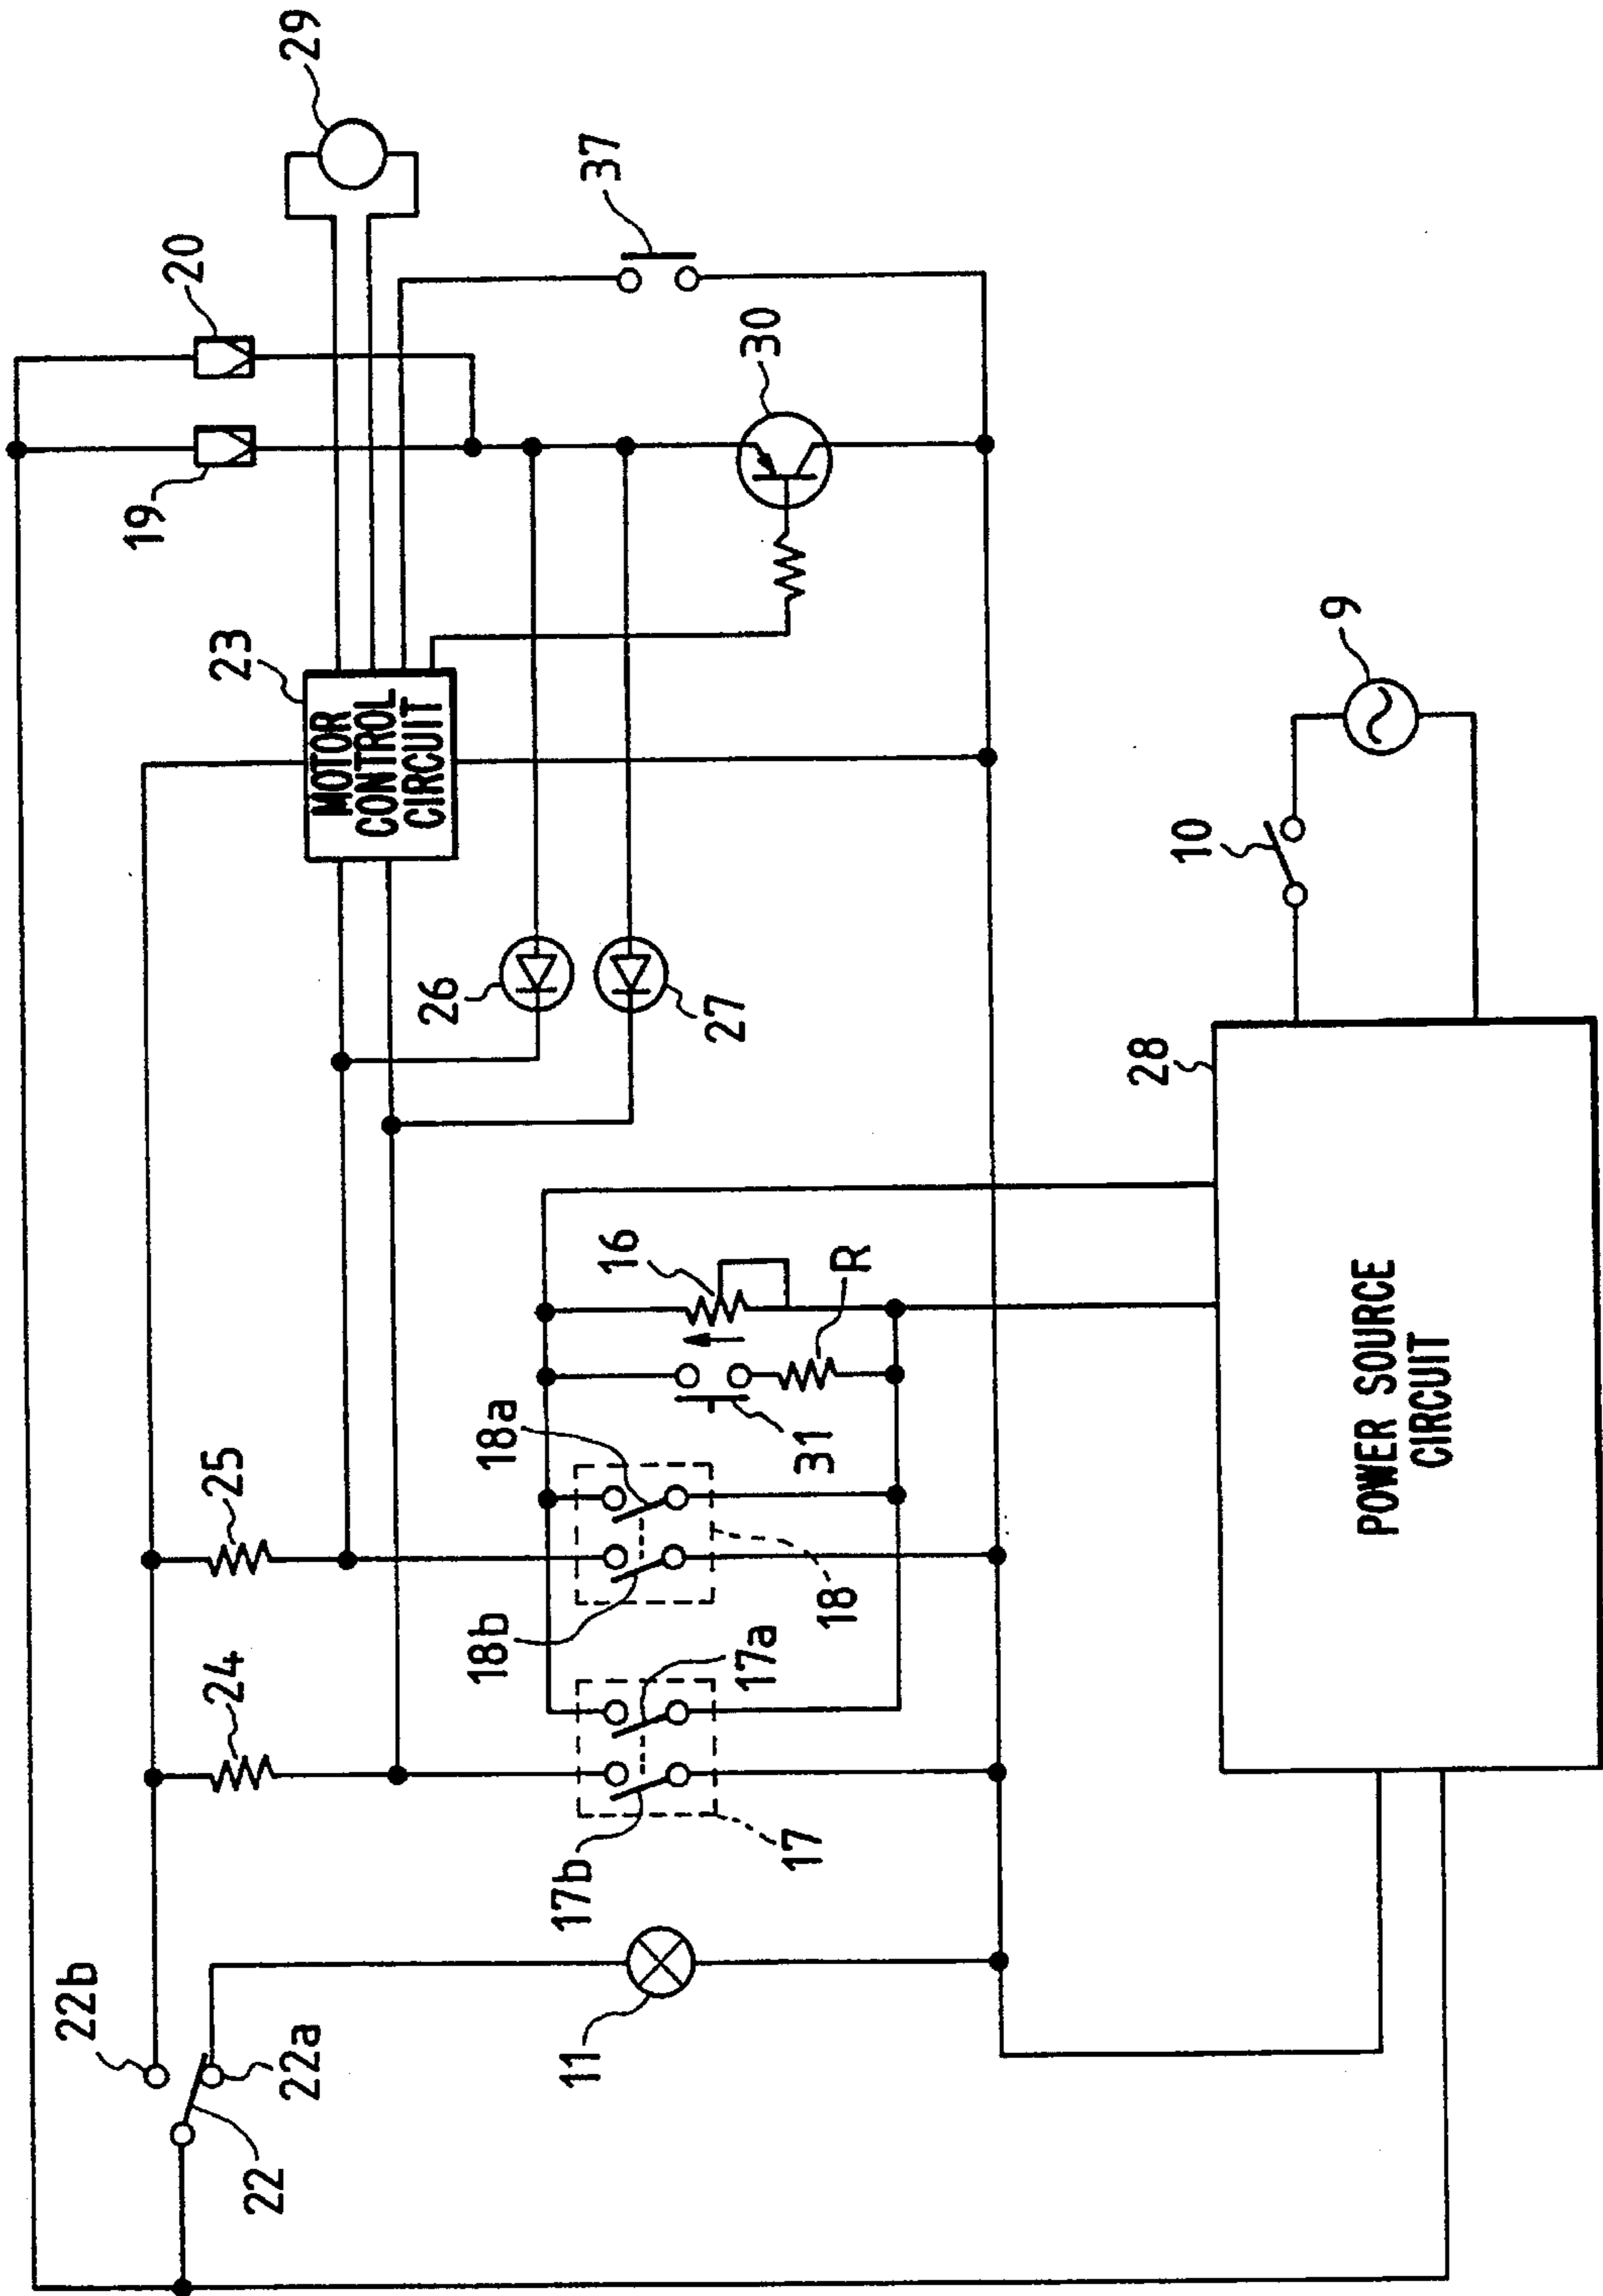 29
20
37
19
30
23
MOTOR
CONTROL
CIRCUIT
9
10
26
27
28
16
R
18a
31
25
18b
18
24
17a
17b
17
POWER SOURCE
CIRCUIT
22b
22a
11
22